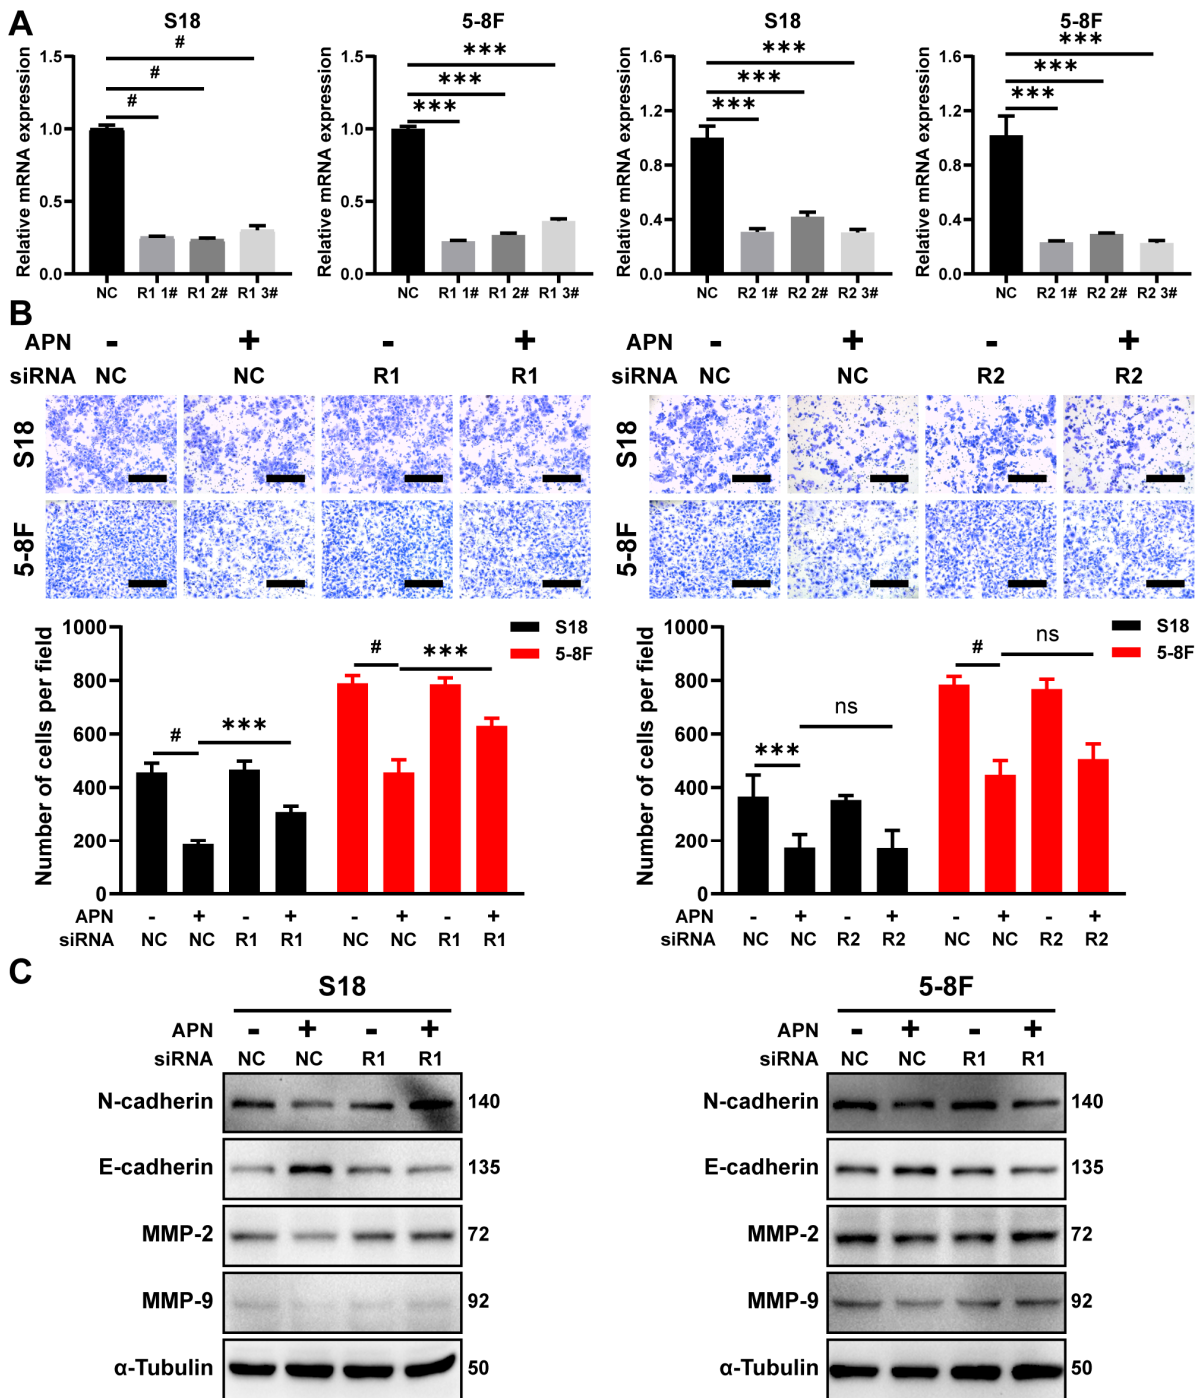 A
S18
5-8F
S18
5-8F
Relative mRNA expression
1.5
1.0
0.5
0.0
#
#
#
NC
R1 1#
R1 2#
R1 3#
Relative mRNA expression
1.5
1.0
0.5
0.0
***
***
***
NC
R1 1#
R1 2#
R1 3#
Relative mRNA expression
1.6
1.2
0.8
0.4
0.0
***
***
***
NC
R2 1#
R2 2#
R2 3#
Relative mRNA expression
1.6
1.2
0.8
0.4
0.0
***
***
***
NC
R2 1#
R2 2#
R2 3#
B
APN - + - +
siRNA NC NC R1 R1
S18
5-8F
APN - + - +
siRNA NC NC R2 R2
S18
5-8F
Number of cells per field
1000
800
600
400
200
0
S18
5-8F
# *** # ***
APN - + - + - + - +
siRNA NC NC R1 R1 NC NC R1 R1
Number of cells per field
1000
800
600
400
200
0
S18
5-8F
*** ns # ns
APN - + - + - + - +
siRNA NC NC R2 R2 NC NC R2 R2
C
S18
APN - + - +
siRNA NC NC R1 R1
N-cadherin 140
E-cadherin 135
MMP-2 72
MMP-9 92
α-Tubulin 50
5-8F
APN - + - +
siRNA NC NC R1 R1
N-cadherin 140
E-cadherin 135
MMP-2 72
MMP-9 92
α-Tubulin 50